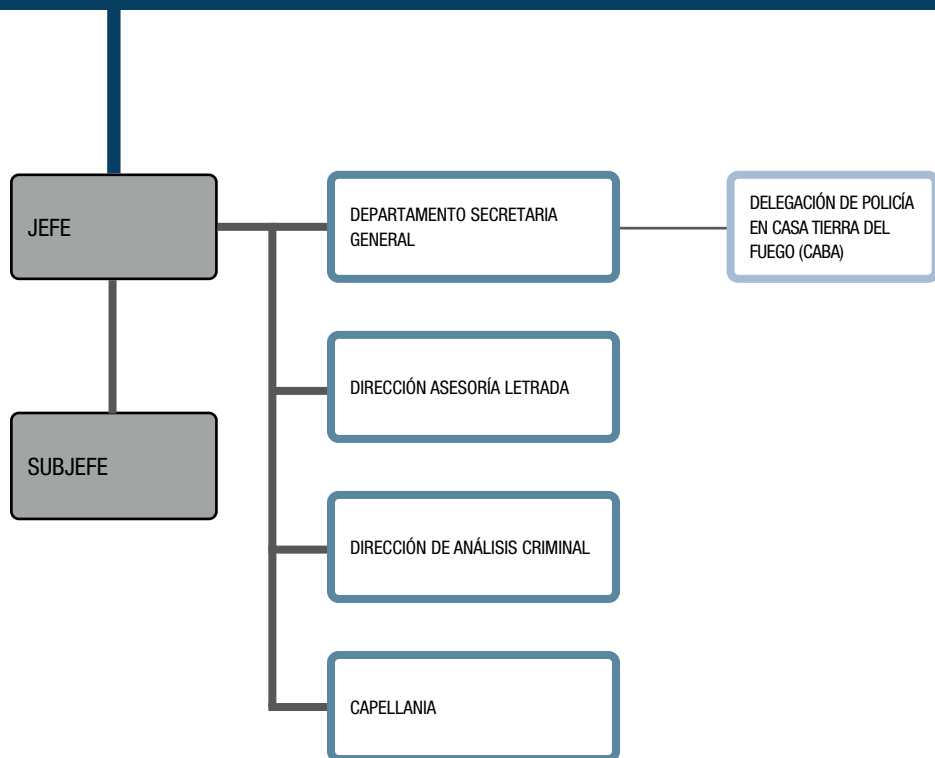 JEFE
DEPARTAMENTO SECRETARIA
GENERAL
DELEGACIÓN DE POLICÍA
EN CASA TIERRA DEL
FUEGO (CABA)
DIRECCIÓN ASESORÍA LETRADA
SUBJEFE
DIRECCIÓN DE ANÁLISIS CRIMINAL
CAPELLANIA